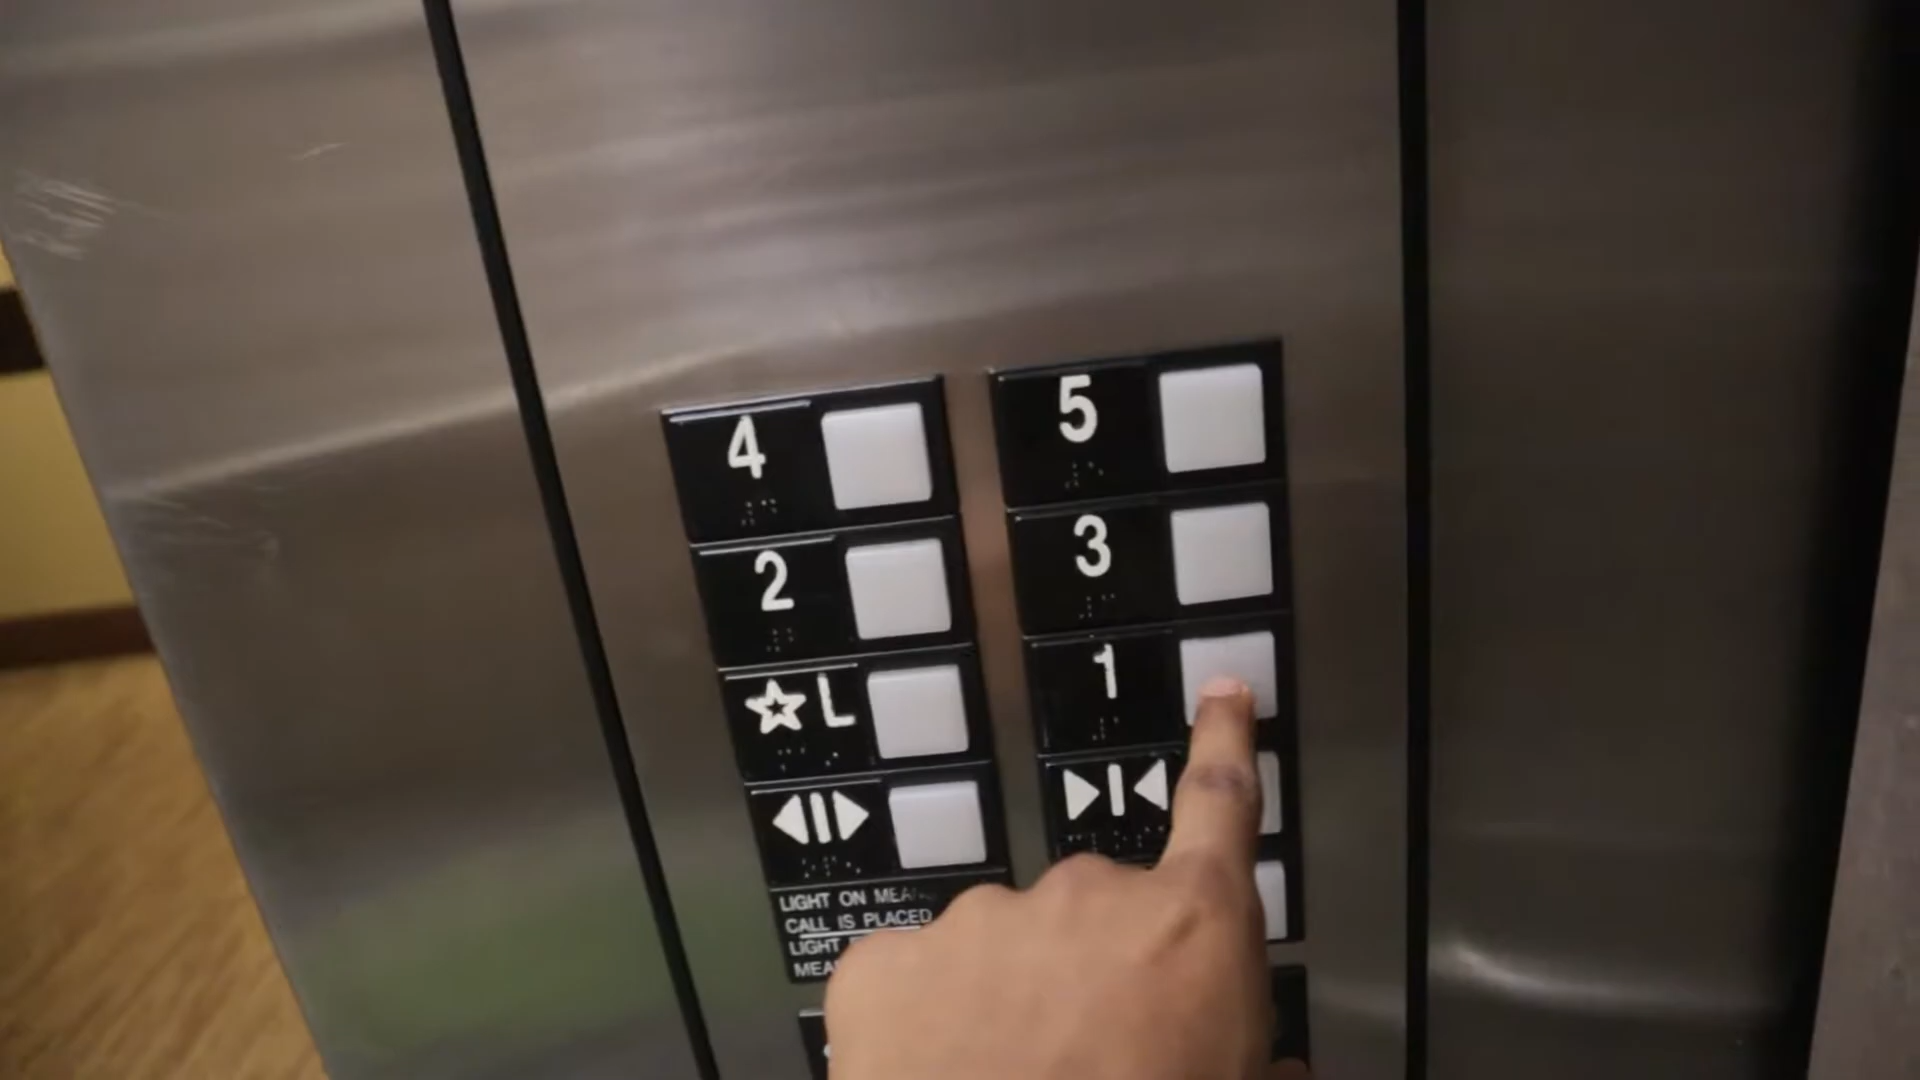 4 5
2 3
☆ L 1
LIGHT ON
CALL IS PLACED
LIGHT